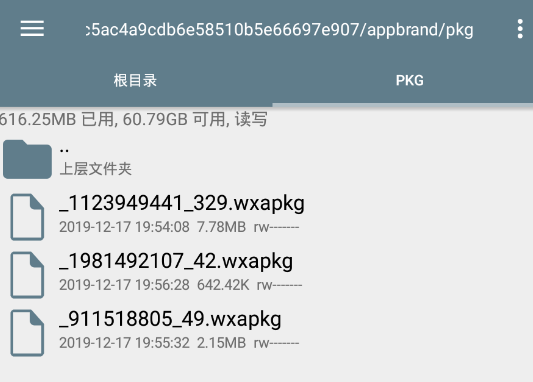 c5ac4a9cdb6e58510b5e66697e907/appbrand/pkg
根目录 PKG
616.25MB 已用, 60.79GB 可用, 读写
..
上层文件夹
_1123949441_329.wxapkg
2019-12-17 19:54:08 7.78MB rw-------
_1981492107_42.wxapkg
2019-12-17 19:56:28 642.42K rw-------
_911518805_49.wxapkg
2019-12-17 19:55:32 2.15MB rw-------